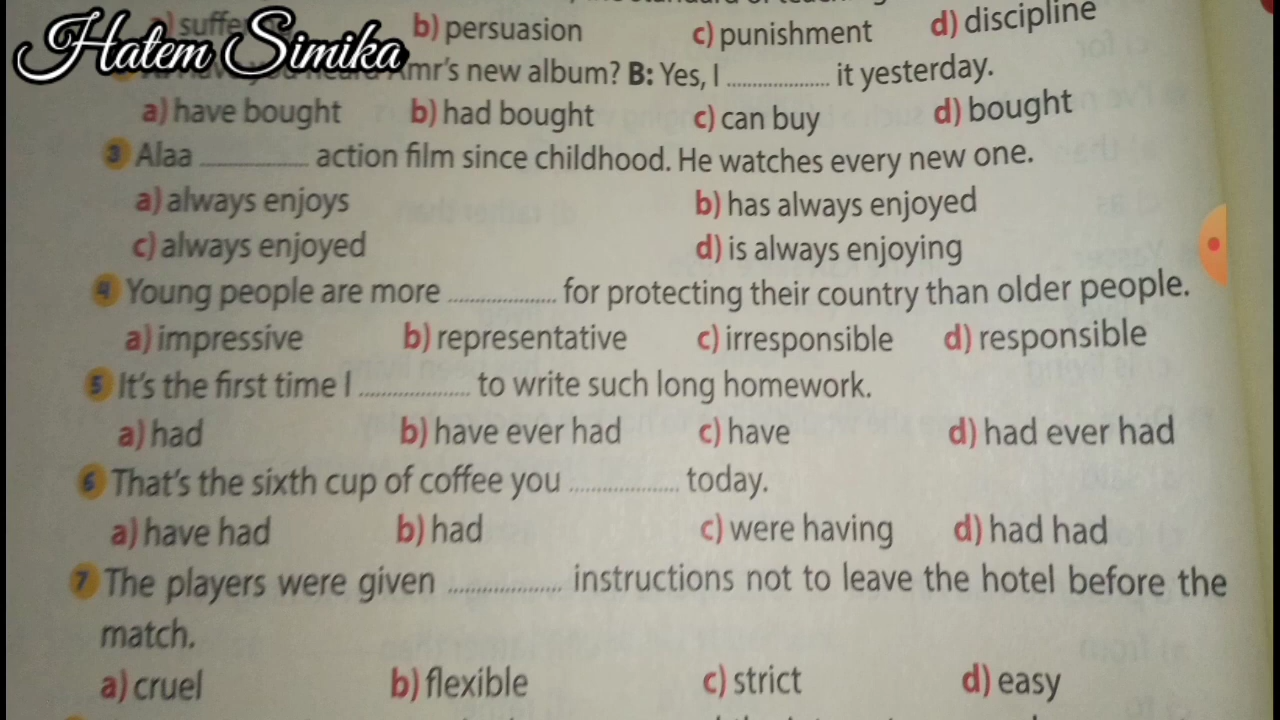 b) persuasion c) punishment d) discipline
Hatem Simika
Amr's new album? B: Yes, I .................... it yesterday.
a) have bought b) had bought c) can buy d) bought
3 Alaa .................... action film since childhood. He watches every new one.
a) always enjoys b) has always enjoyed
c) always enjoyed d) is always enjoying
4 Young people are more .................... for protecting their country than older people.
a) impressive b) representative c) irresponsible d) responsible
5 It's the first time I .................... to write such long homework.
a) had b) have ever had c) have d) had ever had
6 That's the sixth cup of coffee you .................... today.
a) have had b) had c) were having d) had had
7 The players were given .................... instructions not to leave the hotel before the
match.
a) cruel b) flexible c) strict d) easy